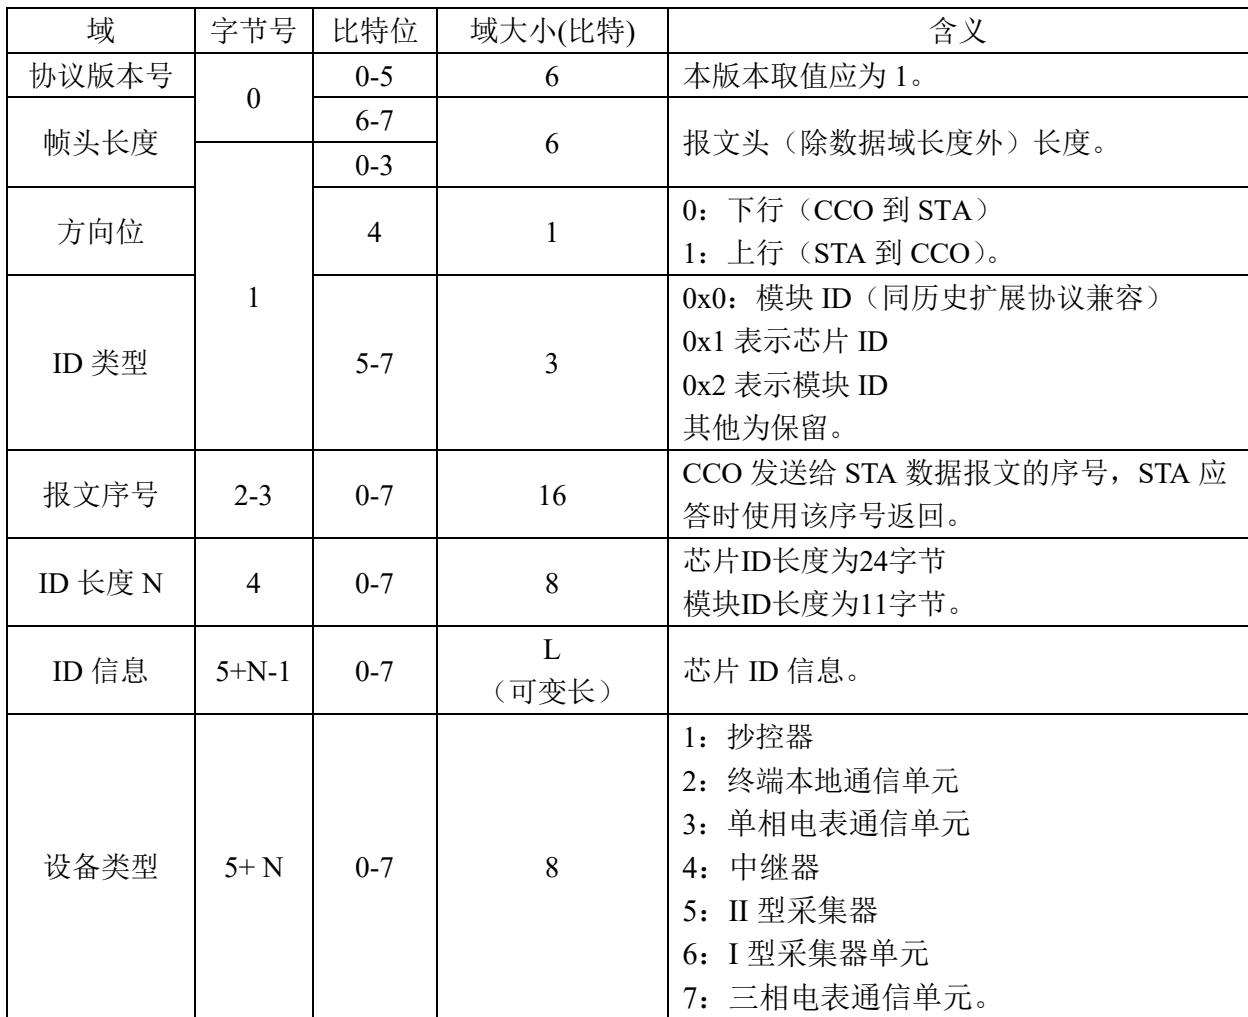 域 字节号 比特位 域大小(比特) 含义
协议版本号 0 0-5 6 本版本取值应为 1。
帧头长度 6-7 6 报文头（除数据域长度外）长度。
1 0-3
方向位 4 1 0：下行（CCO 到 STA）
1：上行（STA 到 CCO）。
ID 类型 5-7 3 0x0：模块 ID（同历史扩展协议兼容）
0x1 表示芯片 ID
0x2 表示模块 ID
其他为保留。
报文序号 2-3 0-7 16 CCO 发送给 STA 数据报文的序号，STA 应
答时使用该序号返回。
ID 长度 N 4 0-7 8 芯片ID长度为24字节
模块ID长度为11字节。
ID 信息 5+N-1 0-7 L
（可变长） 芯片 ID 信息。
设备类型 5+ N 0-7 8 1：抄控器
2：终端本地通信单元
3：单相电表通信单元
4：中继器
5：II 型采集器
6：I 型采集器单元
7：三相电表通信单元。